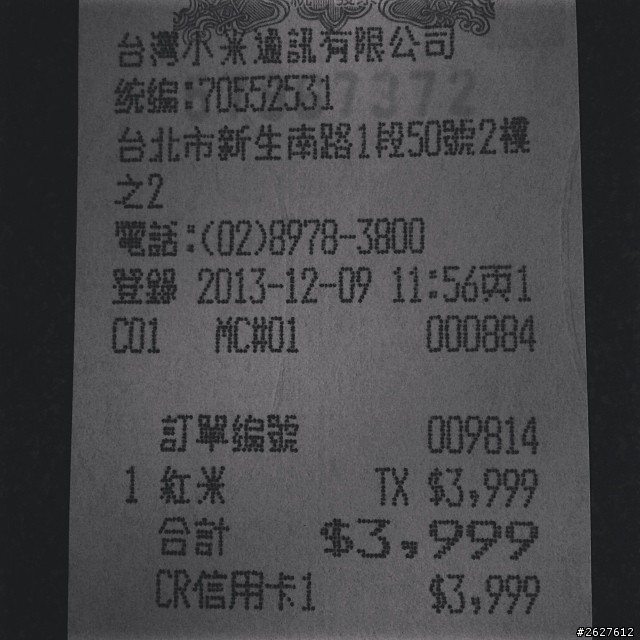 台灣小米通訊有限公司
統編:70552531
7372
台北市新生南路1段50號2樓
之2
電話:(02)8978-3800
登錄 2013-12-09 11:56頁1
C01 MC#01 000884
訂單編號 009814
1 紅米 TX $3,999
合計 $3,999
CR信用卡1 $3,999
#2627612